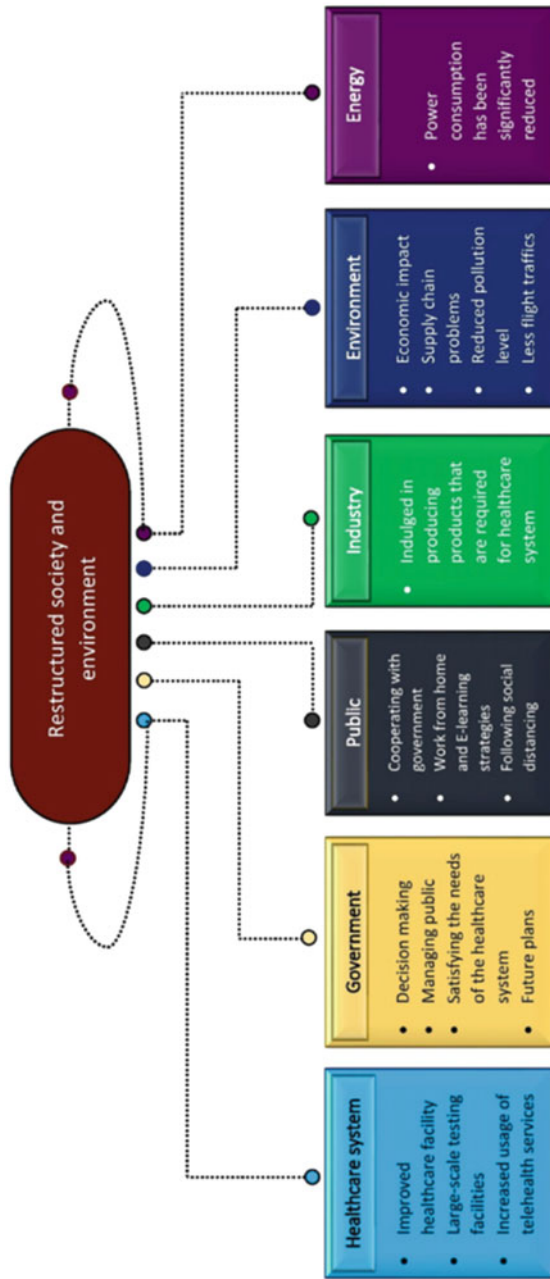 Restructured society and
environment
Healthcare system
• Improved
healthcare facility
• Large-scale testing
facilities
• Increased usage of
telehealth services
Government
• Decision making
• Managing public
• Satisfying the needs
of the healthcare
system
• Future plans
Public
• Cooperating with
government
• Work from home
and E-learning
strategies
• Following social
distancing
Industry
• Indulged in
producing
products that
are required
for healthcare
system
Environment
• Economic impact
• Supply chain
problems
• Reduced pollution
level
• Less flight traffics
Energy
• Power
consumption
has been
significantly
reduced